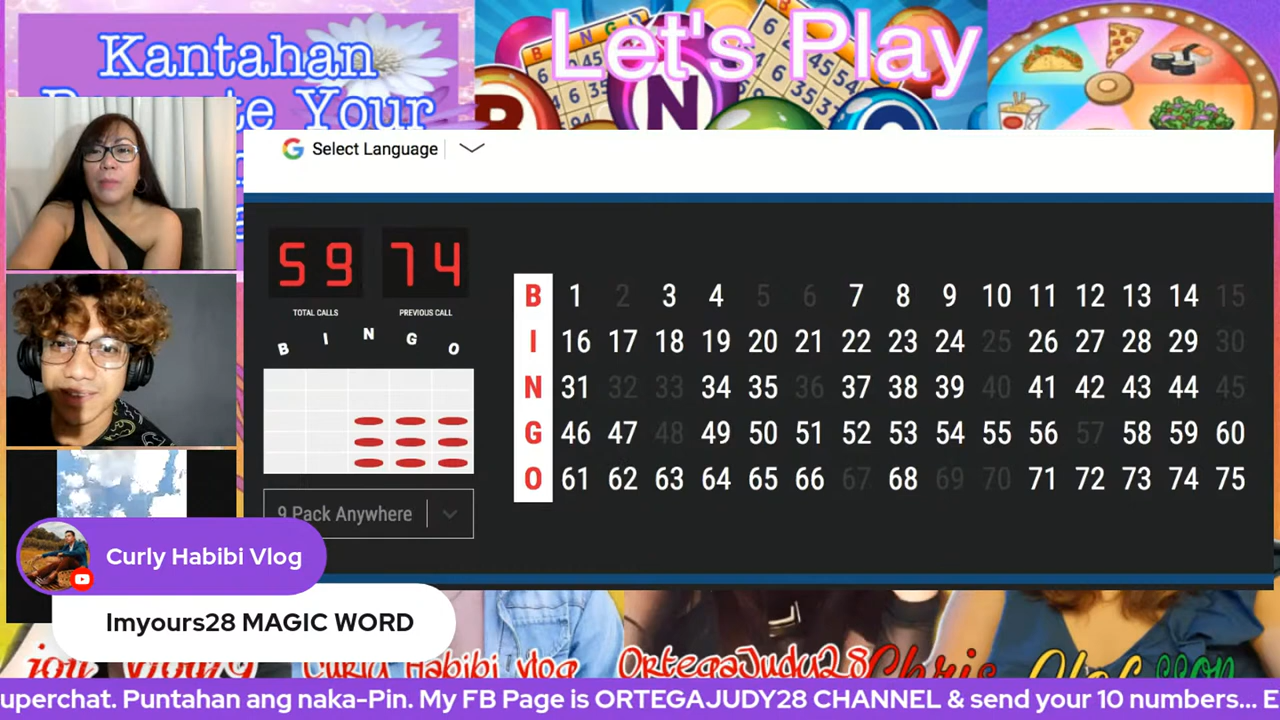 Kantahan
te Your
Let's Play
Select Language
59 74
TOTAL CALLS PREVIOUS CALL
B I N G O
9 Pack Anywhere
B 1 2 3 4 5 6 7 8 9 10 11 12 13 14 15
I 16 17 18 19 20 21 22 23 24 25 26 27 28 29 30
N 31 32 33 34 35 36 37 38 39 40 41 42 43 44 45
G 46 47 48 49 50 51 52 53 54 55 56 57 58 59 60
O 61 62 63 64 65 66 67 68 69 70 71 72 73 74 75
Curly Habibi Vlog
Imyours28 MAGIC WORD
Curly Habibi vlog
OrtegaJudy28
Chris
uperchat. Puntahan ang naka-Pin. My FB Page is ORTEGAJUDY28 CHANNEL & send your 10 numbers... E